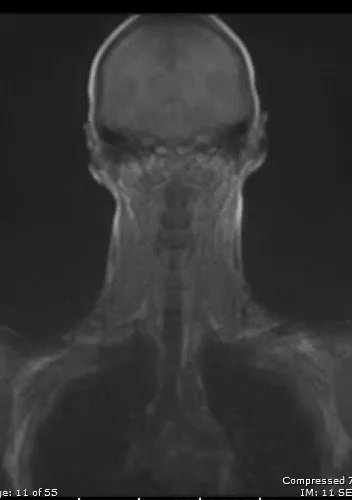 ge: 11 of 55
Compressed 7
IM: 11 SE